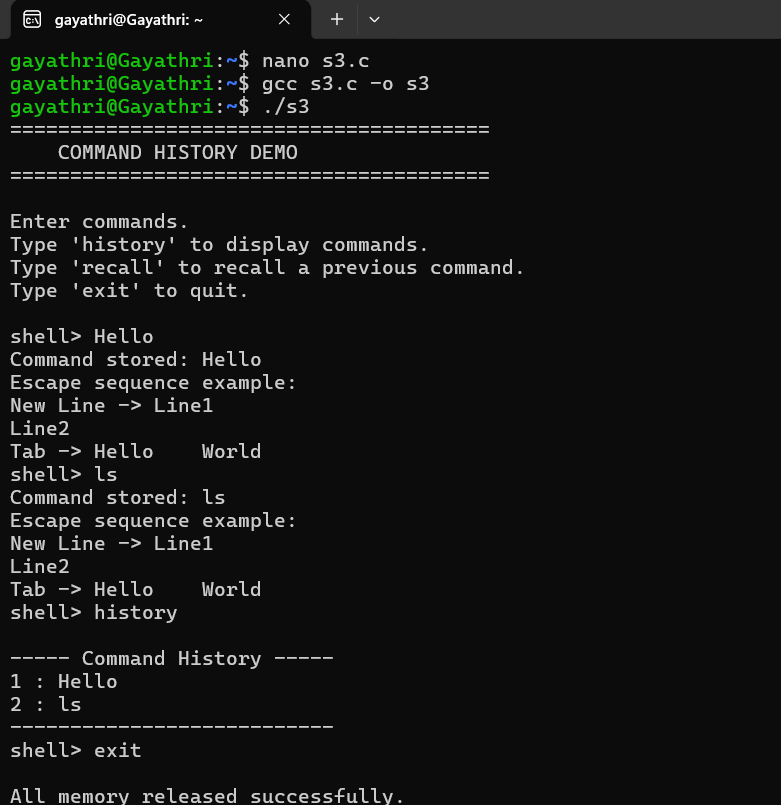 gayathri@Gayathri: ~
gayathri@Gayathri:~$ nano s3.c
gayathri@Gayathri:~$ gcc s3.c -o s3
gayathri@Gayathri:~$ ./s3
========================================
    COMMAND HISTORY DEMO
========================================

Enter commands.
Type 'history' to display commands.
Type 'recall' to recall a previous command.
Type 'exit' to quit.

shell> Hello
Command stored: Hello
Escape sequence example:
New Line -> Line1
Line2
Tab -> Hello    World
shell> ls
Command stored: ls
Escape sequence example:
New Line -> Line1
Line2
Tab -> Hello    World
shell> history

----- Command History -----
1 : Hello
2 : ls
---------------------------
shell> exit

All memory released successfully.